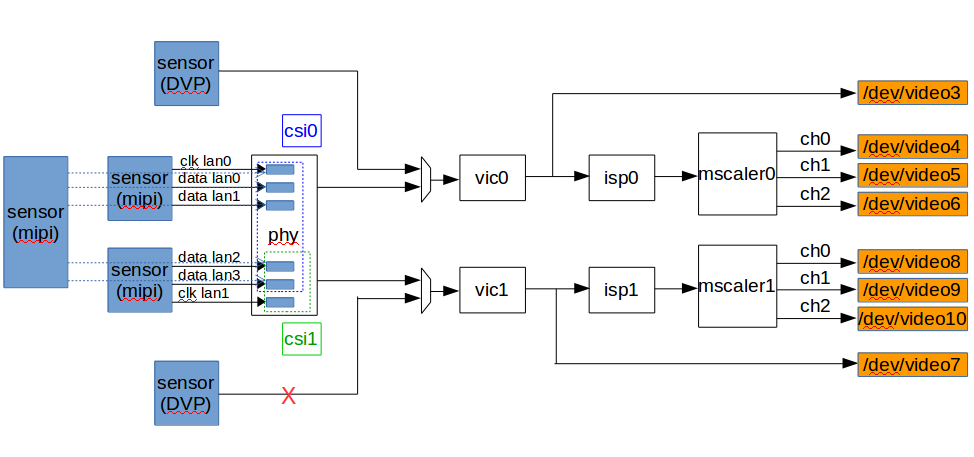 sensor
(DVP)
csi0
/dev/video3
clk lan0
data lan0
data lan1
sensor
(mipi)
sensor
(mipi)
phy
vic0
isp0
mscaler0
ch0
ch1
ch2
/dev/video4
/dev/video5
/dev/video6
data lan2
data lan3
clk lan1
sensor
(mipi)
vic1
isp1
mscaler1
ch0
ch1
ch2
/dev/video8
/dev/video9
/dev/video10
csi1
/dev/video7
sensor
(DVP)
X